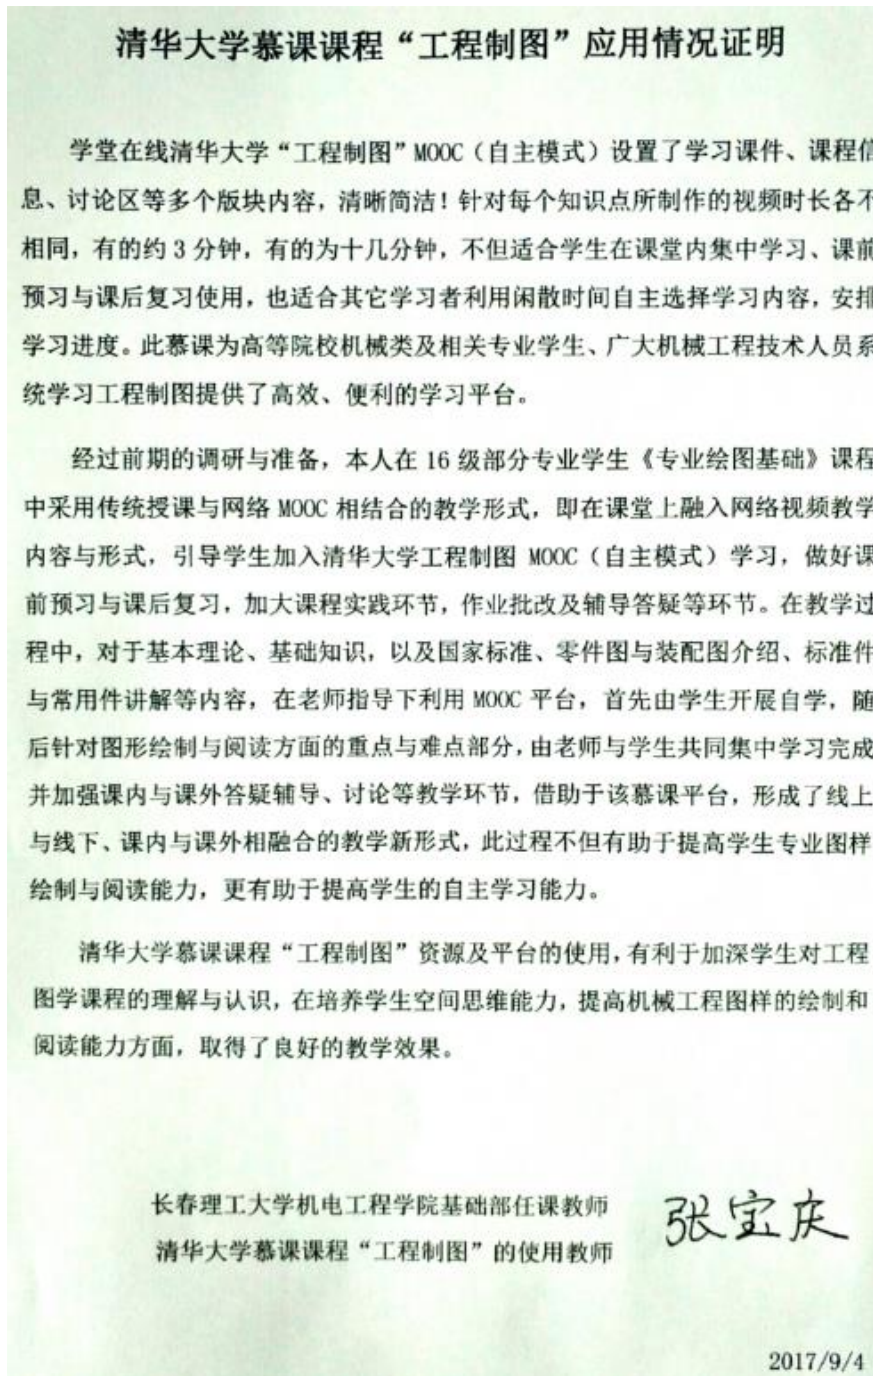 清华大学慕课课程“工程制图”应用情况证明
学堂在线清华大学“工程制图”MOOC（自主模式）设置了学习课件、课程信
息、讨论区等多个版块内容，清晰简洁！针对每个知识点所制作的视频时长各不
相同，有的约 3 分钟，有的为十几分钟，不但适合学生在课堂内集中学习、课前
预习与课后复习使用，也适合其它学习者利用闲散时间自主选择学习内容，安排
学习进度。此慕课为高等院校机械类及相关专业学生、广大机械工程技术人员系
统学习工程制图提供了高效、便利的学习平台。
经过前期的调研与准备，本人在 16 级部分专业学生《专业绘图基础》课程
中采用传统授课与网络 MOOC 相结合的教学形式，即在课堂上融入网络视频教学
内容与形式，引导学生加入清华大学工程制图 MOOC（自主模式）学习，做好课
前预习与课后复习，加大课程实践环节，作业批改及辅导答疑等环节。在教学过
程中，对于基本理论、基础知识，以及国家标准、零件图与装配图介绍、标准件
与常用件讲解等内容，在老师指导下利用 MOOC 平台，首先由学生开展自学，随
后针对图形绘制与阅读方面的重点与难点部分，由老师与学生共同集中学习完成
并加强课内与课外答疑辅导、讨论等教学环节，借助于该慕课平台，形成了线上
与线下、课内与课外相融合的教学新形式，此过程不但有助于提高学生专业图样
绘制与阅读能力，更有助于提高学生的自主学习能力。
清华大学慕课课程“工程制图”资源及平台的使用，有利于加深学生对工程
图学课程的理解与认识，在培养学生空间思维能力，提高机械工程图样的绘制和
阅读能力方面，取得了良好的教学效果。
长春理工大学机电工程学院基础部任课教师
清华大学慕课课程“工程制图”的使用教师
张宝庆
2017/9/4